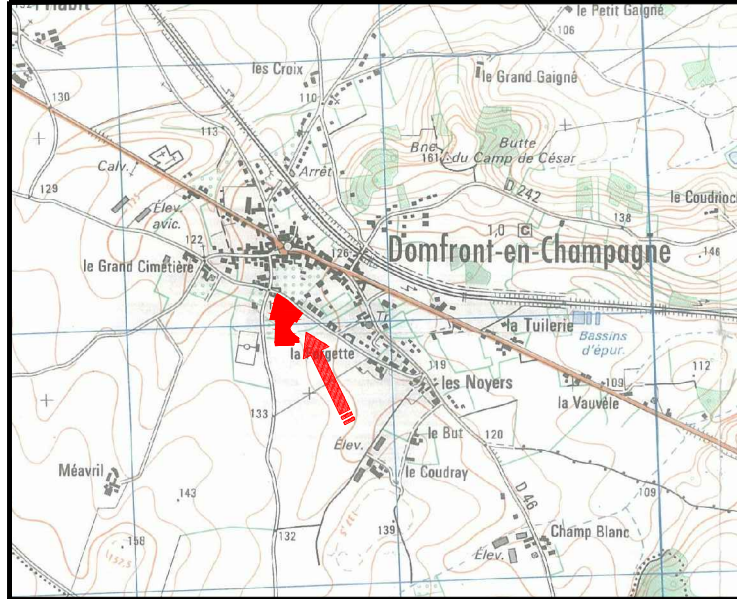 le Petit Gagné
106
les Croix
le Grand Gaigné
130
110
113
Bne
Butte
161
du Camp de César
Calv.
Arrêt
D 242
129
Élev.
avic.
le Coudrioch
1,0 C
138
122
126
146
Domfront-en-Champagne
le Grand Cimetière
la Tuilerie
Bassins
d'épur.
119
les Noyers
112
109
la Vauvèle
133
le But
120
Élev.
Méavril
le Coudray
143
D 46
109
139
Champ Blanc
132
158
Élev.